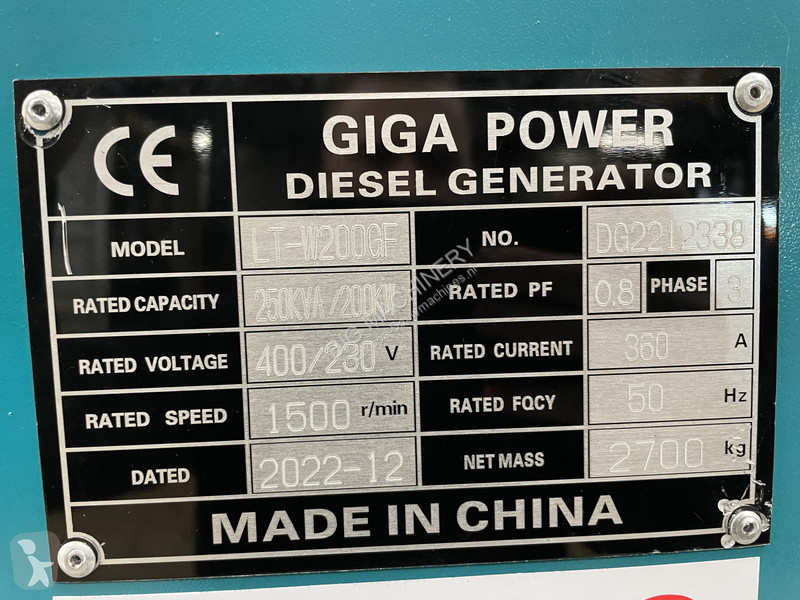 CE
GIGA POWER
DIESEL GENERATOR
MODEL LT-W200GF NO. DG2212338
RATED CAPACITY 250KVA/200KW RATED PF 0.8 PHASE 3
RATED VOLTAGE 400/230 V RATED CURRENT 360 A
RATED SPEED 1500 r/min RATED FQCY 50 Hz
DATED 2022-12 NET MASS 2700 kg
MADE IN CHINA